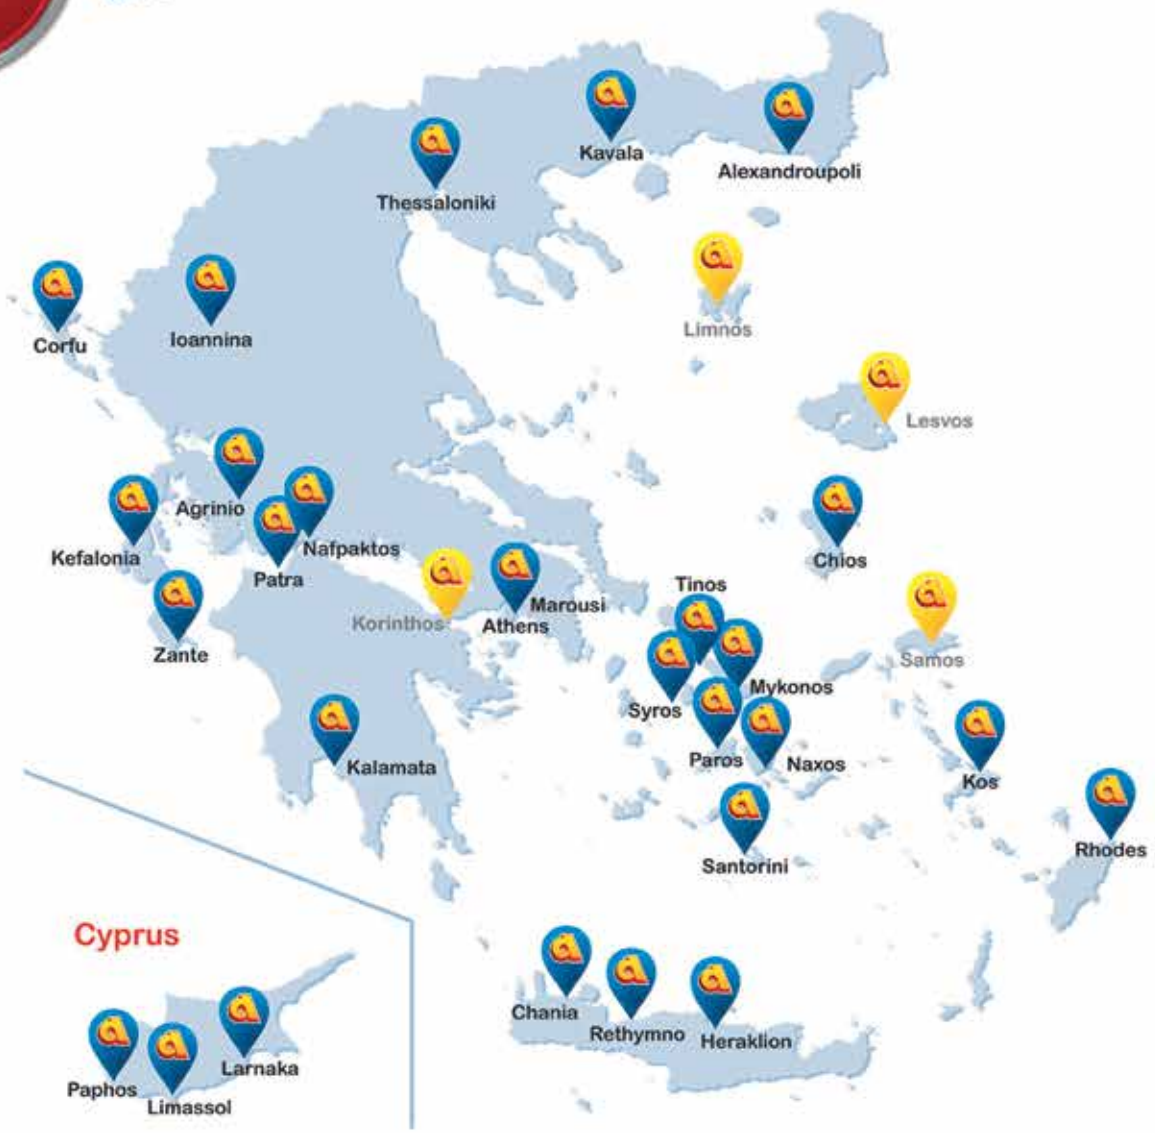 Kavala
Alexandroupoli
Thessaloniki
Limnos
Corfu
Ioannina
Lesvos
Agrinio
Nafpaktos
Kefalonia
Patra
Chios
Tinos
Marousi
Korinthos
Athens
Zante
Samos
Mykonos
Syros
Paros
Naxos
Kalamata
Kos
Rhodes
Santorini
Cyprus
Chania
Rethymno
Heraklion
Larnaka
Paphos
Limassol